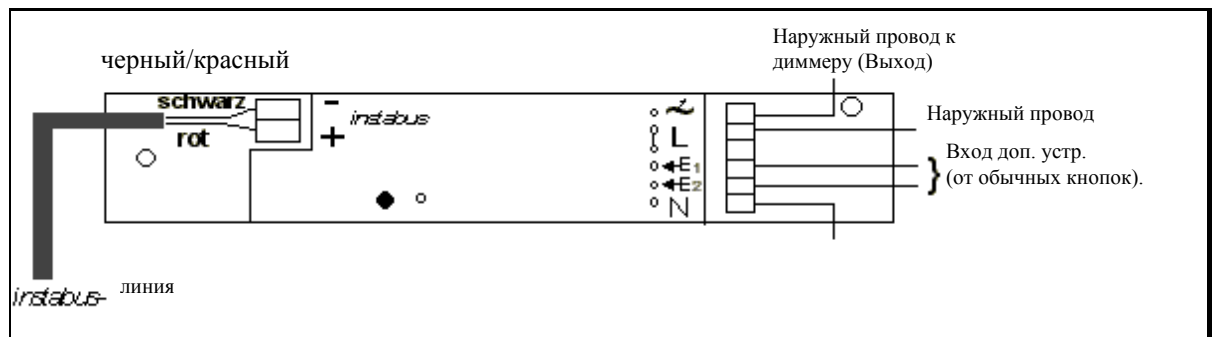 Наружный провод к
диммеру (Выход)
черный/красный
schwarz
rot
-
+
instabus
L
E1
E2
N
Наружный провод
Вход доп. устр.
(от обычных кнопок).
instabus- линия